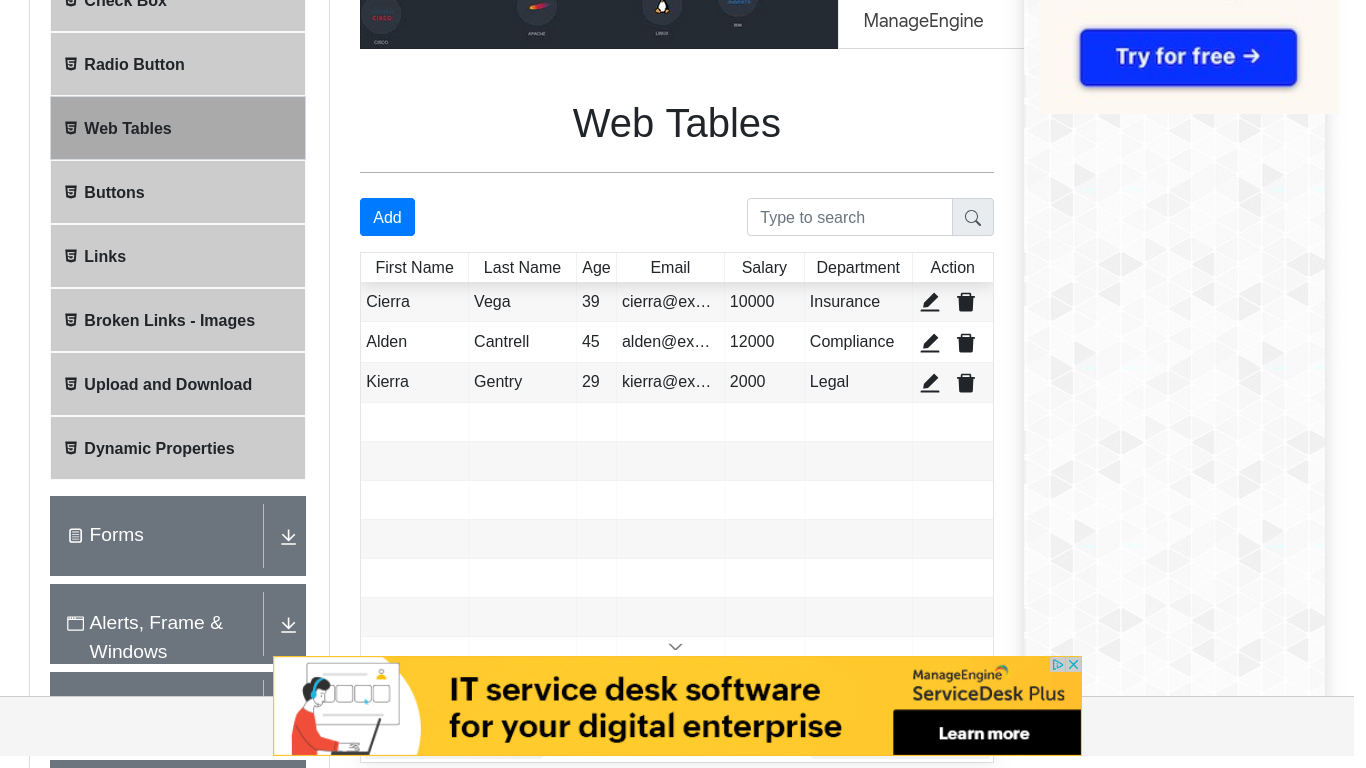 Check Box
Radio Button
Web Tables
Buttons
Links
Broken Links - Images
Upload and Download
Dynamic Properties
Forms
Alerts, Frame &
Windows
CISCO
CISCO
APACHE
LINUX
ManageEngine
Web Tables
Add
Type to search
First Name Last Name Age Email Salary Department Action
Cierra Vega 39 cierra@ex… 10000 Insurance
Alden Cantrell 45 alden@ex… 12000 Compliance
Kierra Gentry 29 kierra@ex… 2000 Legal
Try for free →
IT service desk software
for your digital enterprise
ManageEngine
ServiceDesk Plus
Learn more